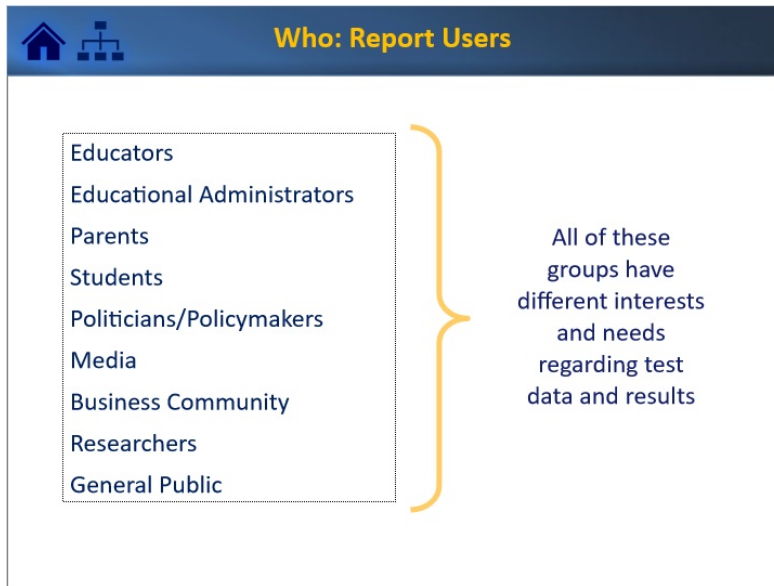 Who: Report Users
Educators
Educational Administrators
Parents
Students
Politicians/Policymakers
Media
Business Community
Researchers
General Public
All of these
groups have
different interests
and needs
regarding test
data and results